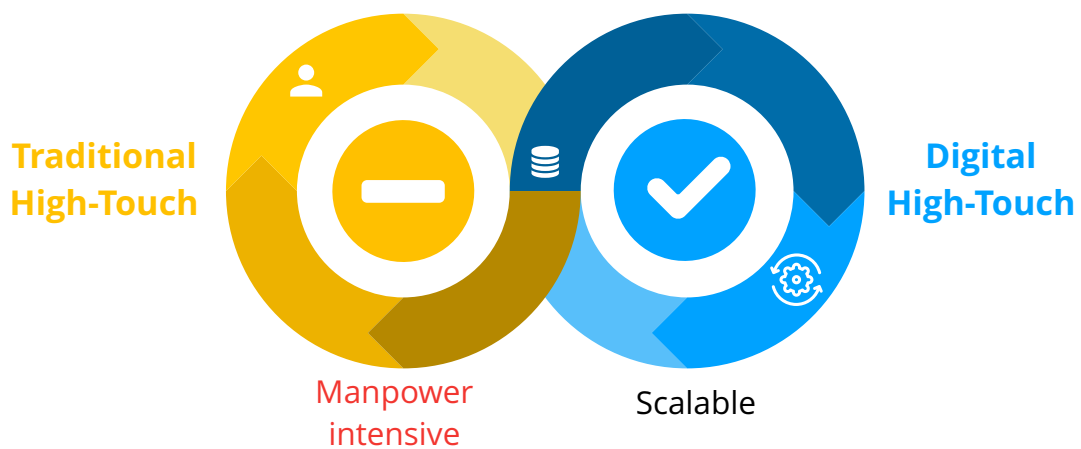 Traditional
High-Touch
Digital
High-Touch
Manpower
intensive
Scalable